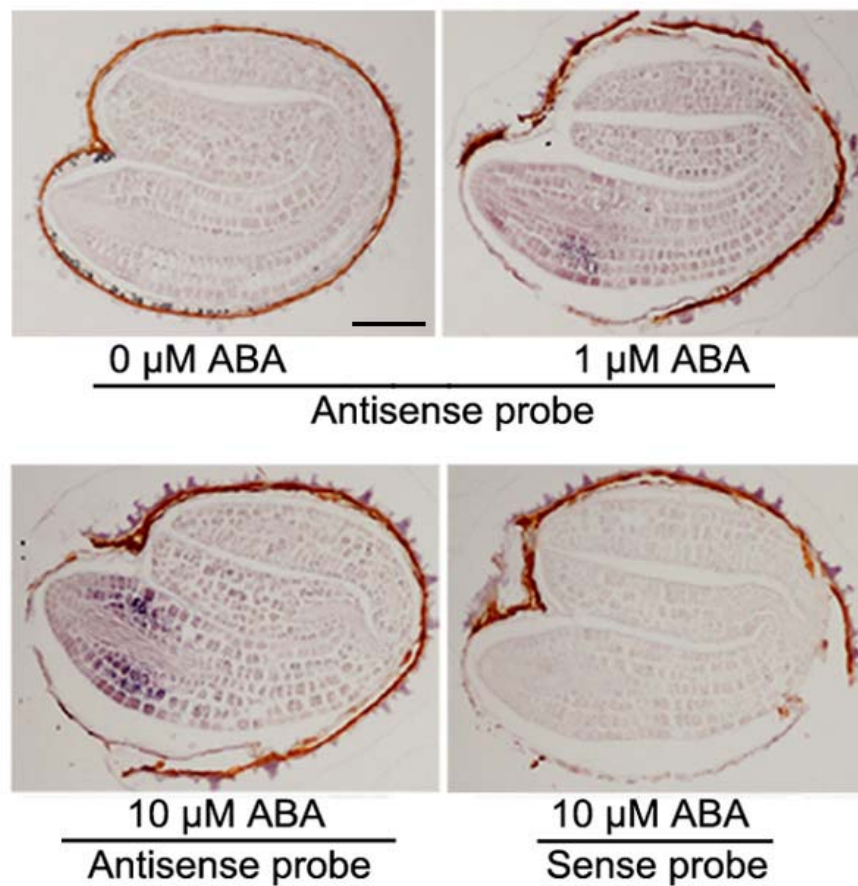 0 µM ABA 1 µM ABA
Antisense probe
10 µM ABA 10 µM ABA
Antisense probe Sense probe